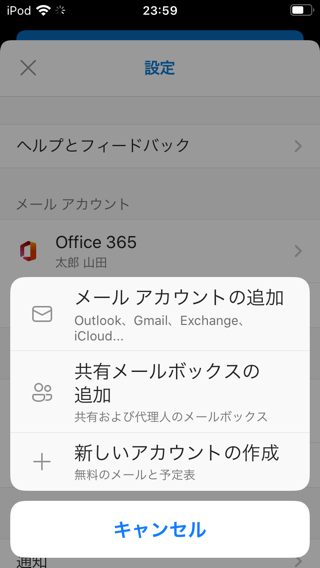 iPod 23:59
設定
ヘルプとフィードバック
メール アカウント
Office 365
太郎 山田
メール アカウントの追加
Outlook、Gmail、Exchange、
iCloud...
共有メールボックスの
追加
共有および代理人のメールボックス
新しいアカウントの作成
無料のメールと予定表
キャンセル
通知